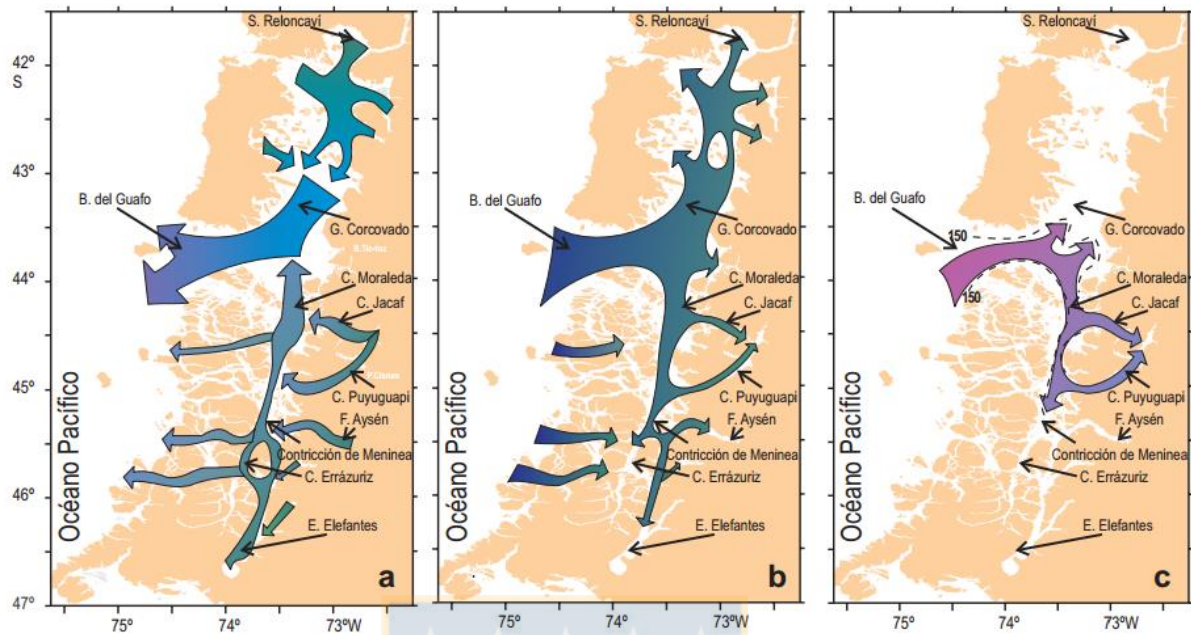 S. Reloncaví
42°
S
43°
B. del Guafo
G. Corcovado
44°
C. Moraleda
C. Jacaf
45°
C. Puyuguapi
F. Aysén
Contricción de Meninea
C. Errázuriz
46°
E. Elefantes
Océano Pacífico
a
47°
75°
74°
73°W
S. Reloncaví
B. del Guafo
G. Corcovado
C. Moraleda
C. Jacaf
C. Puyuguapi
F. Aysén
Contricción de Meninea
C. Errázuriz
E. Elefantes
Océano Pacífico
b
75°
74°
73°W
S. Reloncaví
B. del Guafo
150
G. Corcovado
150
C. Moraleda
C. Jacaf
C. Puyuguapi
F. Aysén
Contricción de Meninea
C. Errázuriz
E. Elefantes
Océano Pacífico
c
75°
74°
73°W